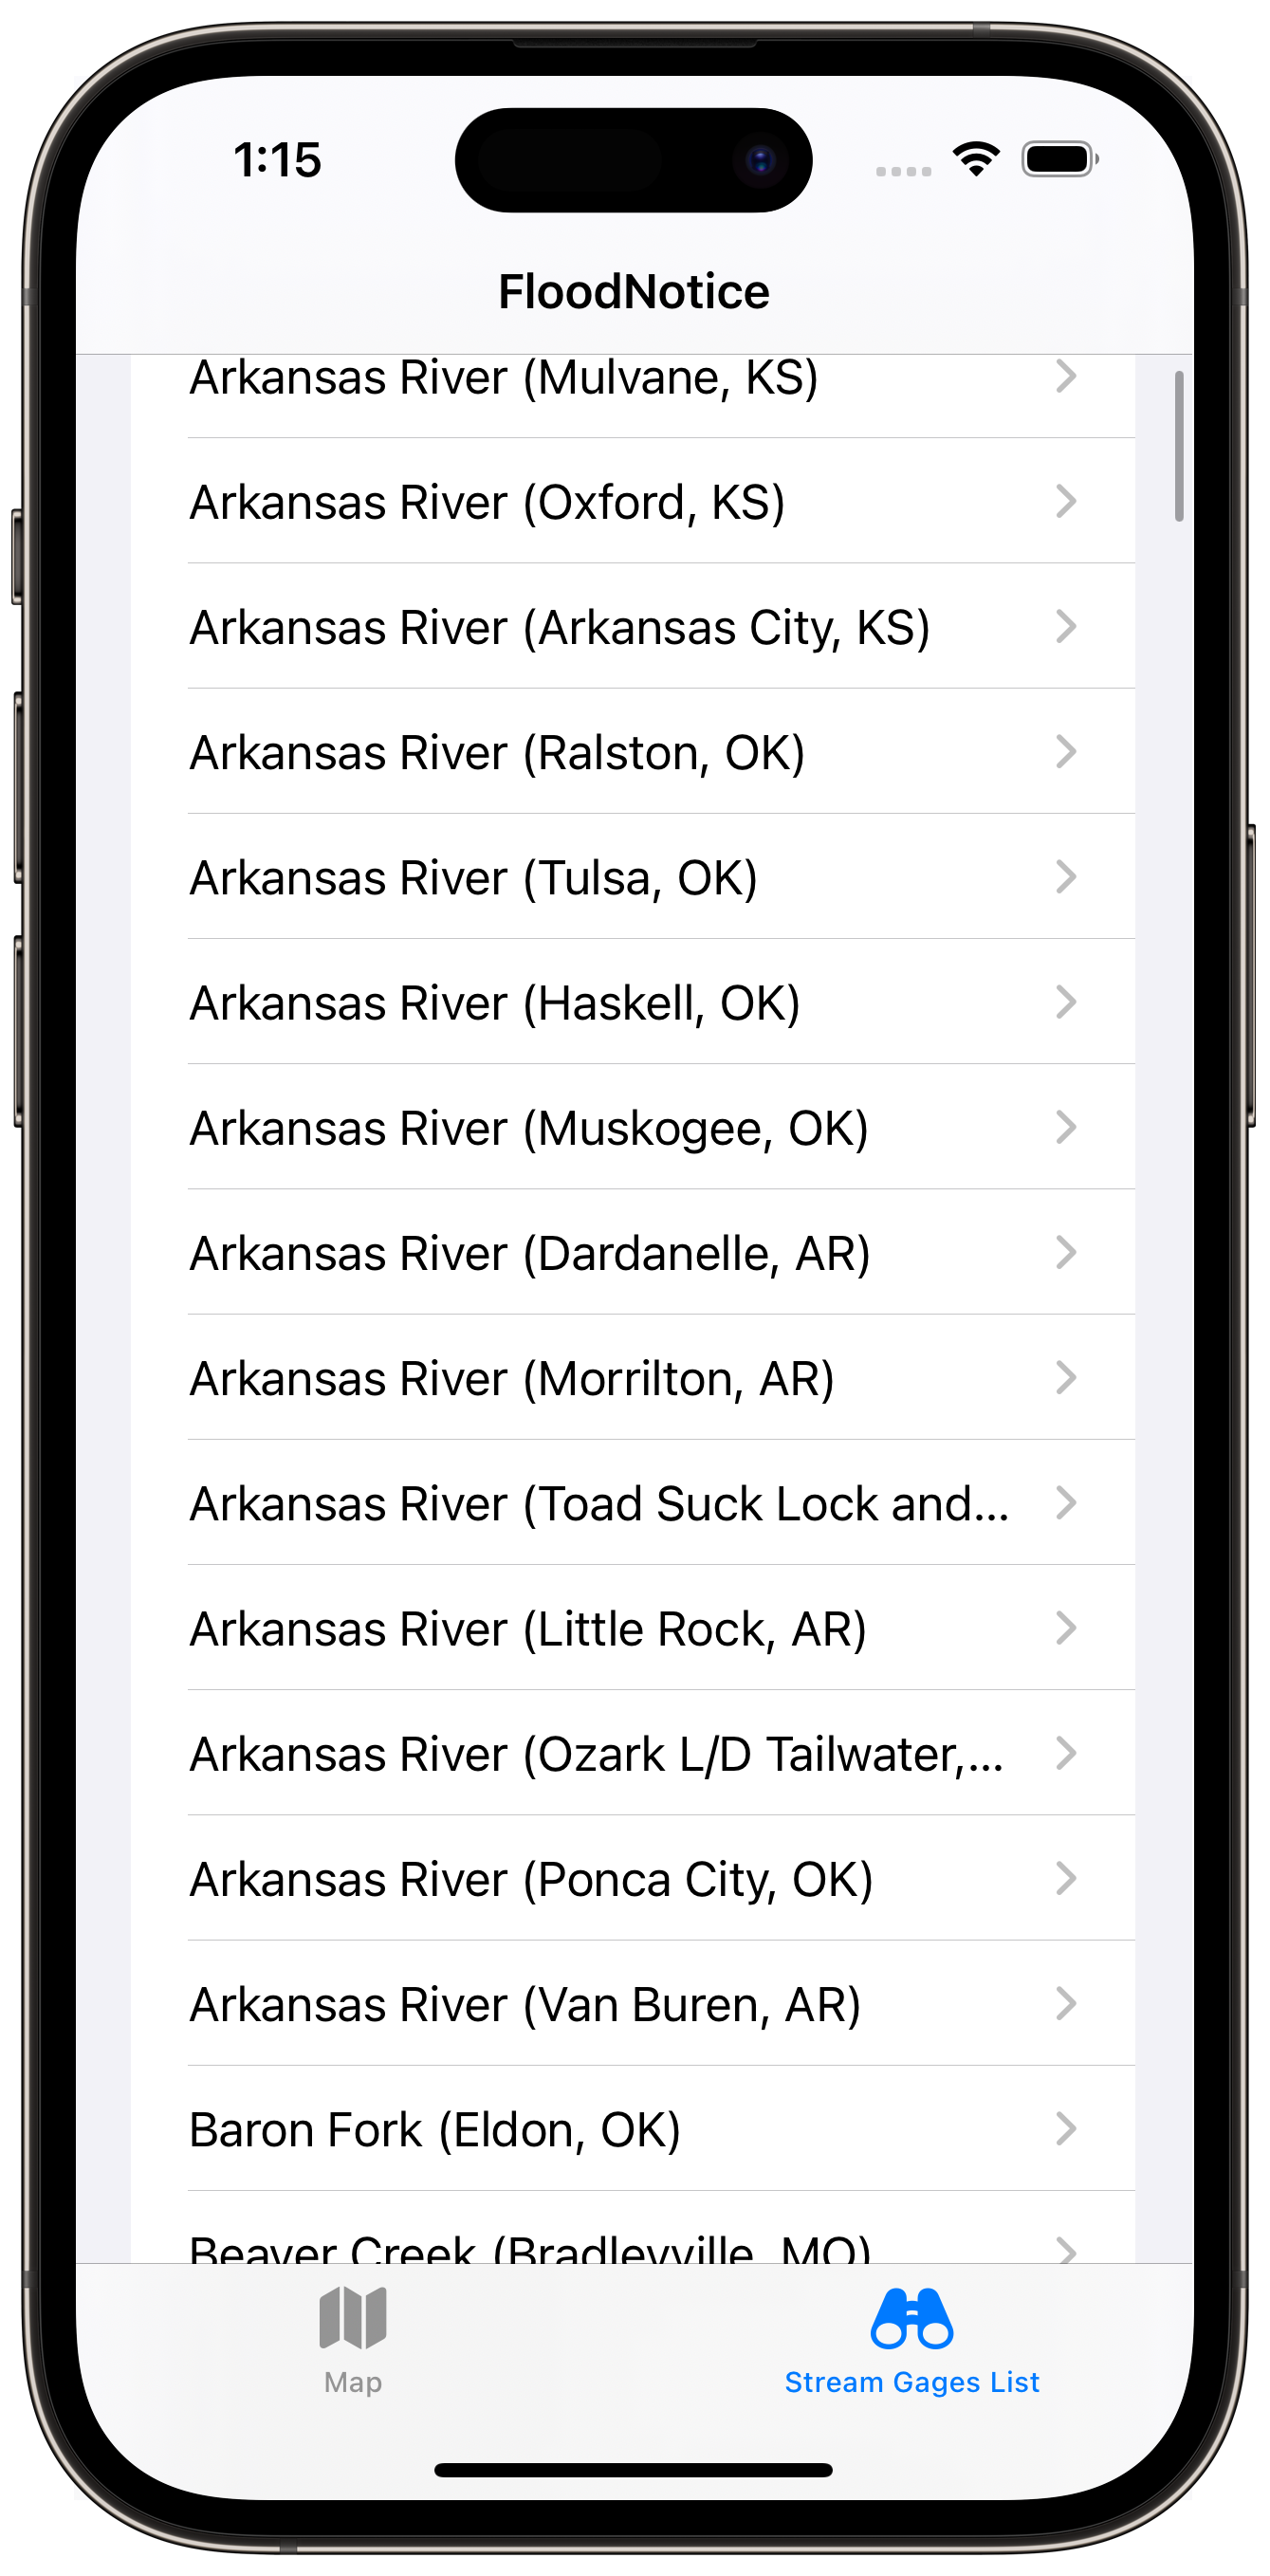 1:15
FloodNotice
Arkansas River (Mulvane, KS)
Arkansas River (Oxford, KS)
Arkansas River (Arkansas City, KS)
Arkansas River (Ralston, OK)
Arkansas River (Tulsa, OK)
Arkansas River (Haskell, OK)
Arkansas River (Muskogee, OK)
Arkansas River (Dardanelle, AR)
Arkansas River (Morrilton, AR)
Arkansas River (Toad Suck Lock and...
Arkansas River (Little Rock, AR)
Arkansas River (Ozark L/D Tailwater,...
Arkansas River (Ponca City, OK)
Arkansas River (Van Buren, AR)
Baron Fork (Eldon, OK)
Beaver Creek (Bradleyville, MO)
Map
Stream Gages List